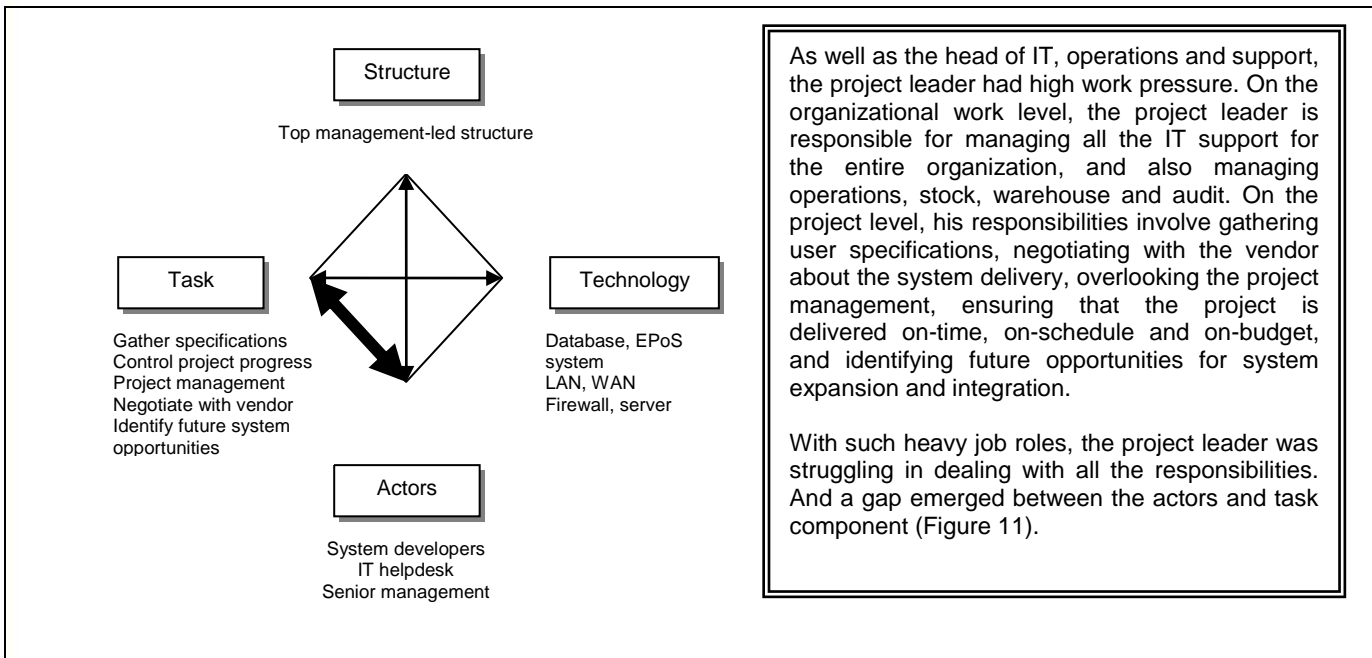 Structure
Top management-led structure
Task
Technology
Gather specifications
Control project progress
Project management
Negotiate with vendor
Identify future system
opportunities
Database, EPoS
system
LAN, WAN
Firewall, server
Actors
System developers
IT helpdesk
Senior management
As well as the head of IT, operations and support,
the project leader had high work pressure. On the
organizational work level, the project leader is
responsible for managing all the IT support for
the entire organization, and also managing
operations, stock, warehouse and audit. On the
project level, his responsibilities involve gathering
user specifications, negotiating with the vendor
about the system delivery, overlooking the project
management, ensuring that the project is
delivered on-time, on-schedule and on-budget,
and identifying future opportunities for system
expansion and integration.
With such heavy job roles, the project leader was
struggling in dealing with all the responsibilities.
And a gap emerged between the actors and task
component (Figure 11).